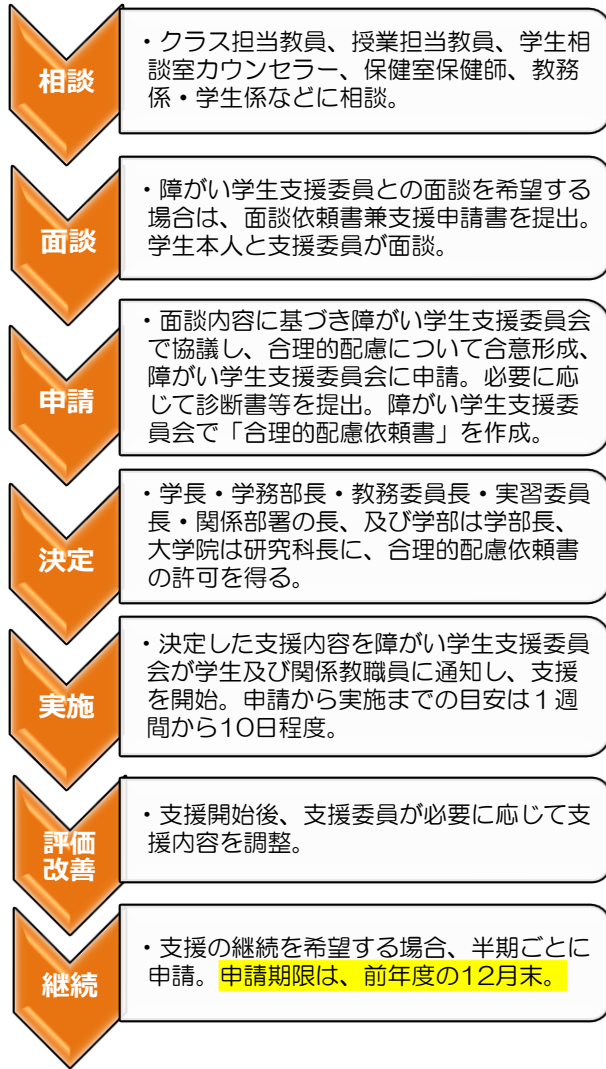 相談
・クラス担当教員、授業担当教員、学生相
談室カウンセラー、保健室保健師、教務
係・学生係などに相談。
面談
・障がい学生支援委員との面談を希望する
場合は、面談依頼書兼支援申請書を提出。
学生本人と支援委員が面談。
申請
・面談内容に基づき障がい学生支援委員会
で協議し、合理的配慮について合意形成、
障がい学生支援委員会に申請。必要に応
じて診断書等を提出。障がい学生支援委
員会で「合理的配慮依頼書」を作成。
決定
・学長・学務部長・教務委員長・実習委員
長・関係部署の長、及び学部は学部長、
大学院は研究科長に、合理的配慮依頼書
の許可を得る。
実施
・決定した支援内容を障がい学生支援委員
会が学生及び関係教職員に通知し、支援
を開始。申請から実施までの目安は1週
間から10日程度。
評価
改善
・支援開始後、支援委員が必要に応じて支
援内容を調整。
継続
・支援の継続を希望する場合、半期ごとに
申請。申請期限は、前年度の12月末。